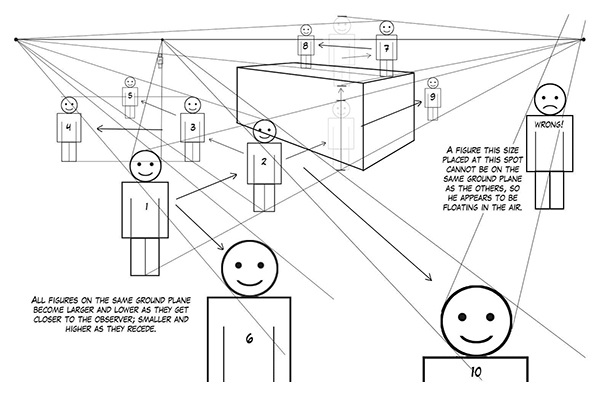 8
7
5
9
4
3
2
WRONG!
A FIGURE THIS SIZE
PLACED AT THIS SPOT
CANNOT BE ON THE
SAME GROUND PLANE
AS THE OTHERS, SO
HE APPEARS TO BE
FLOATING IN THE AIR.
1
ALL FIGURES ON THE SAME GROUND PLANE
BECOME LARGER AND LOWER AS THEY GET
CLOSER TO THE OBSERVER; SMALLER AND
HIGHER AS THEY RECEDE.
6
10